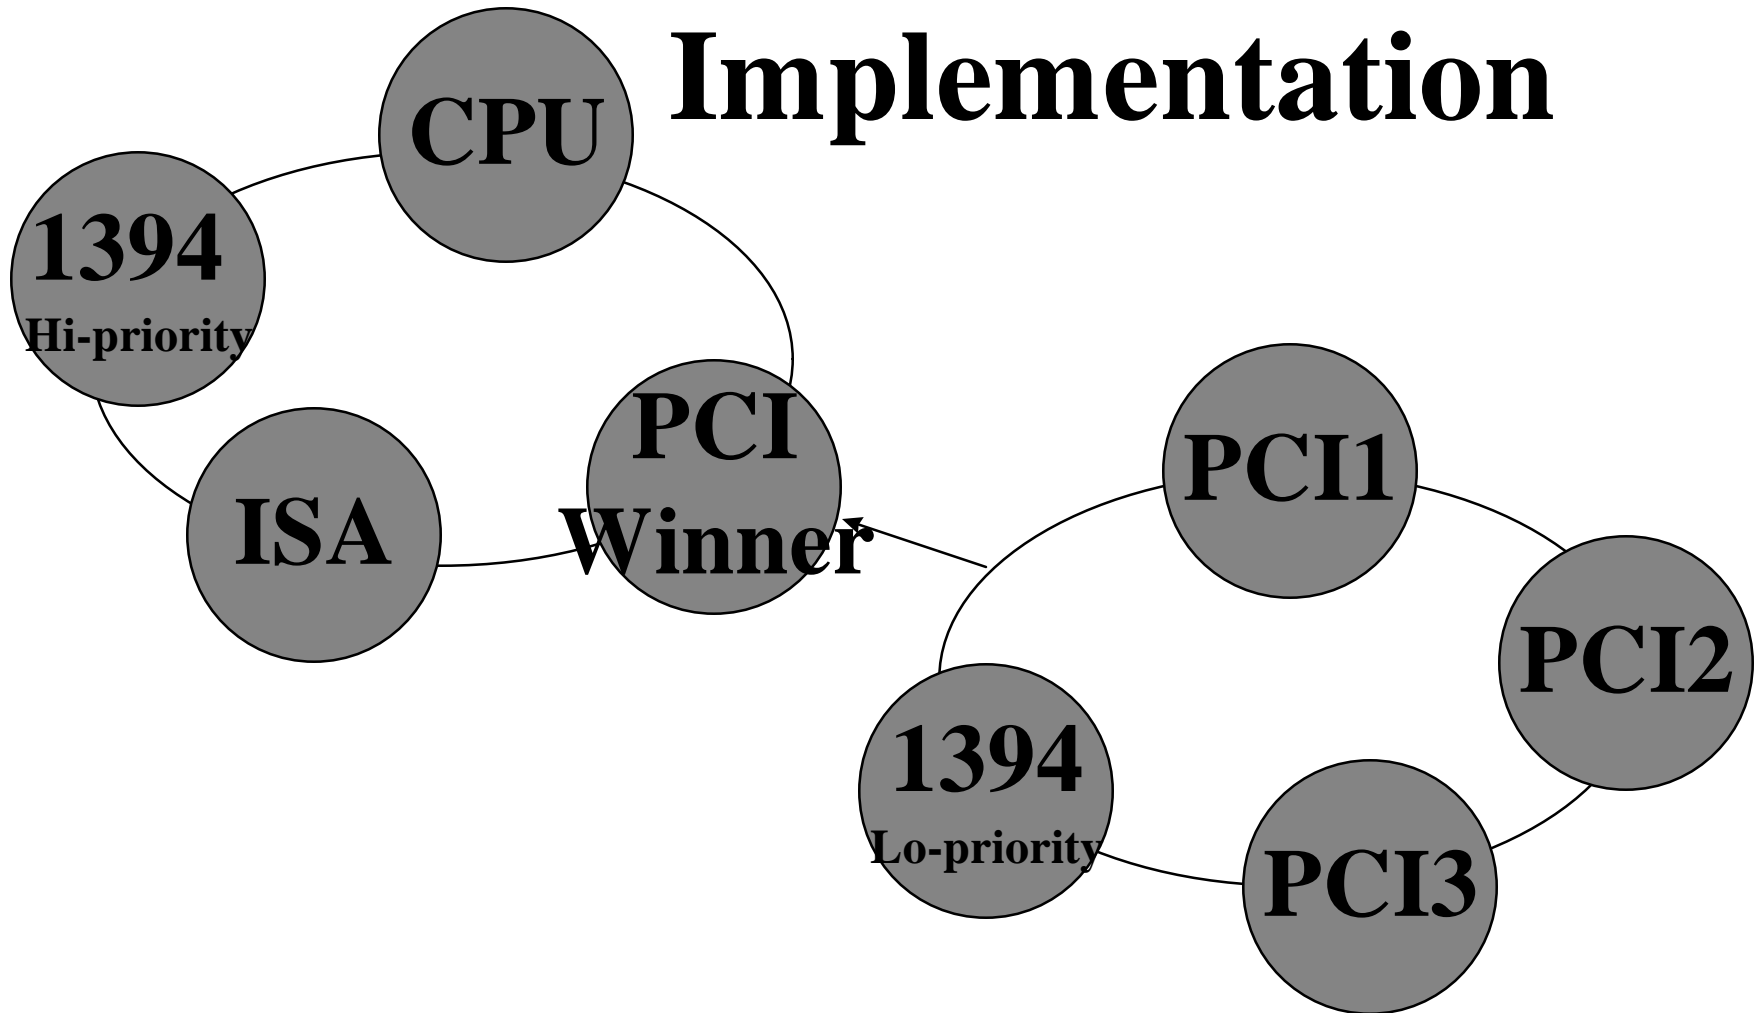 Implementation
CPU
1394
Hi-priority
ISA
PCI
Winner
PCI1
PCI2
1394
Lo-priority
PCI3